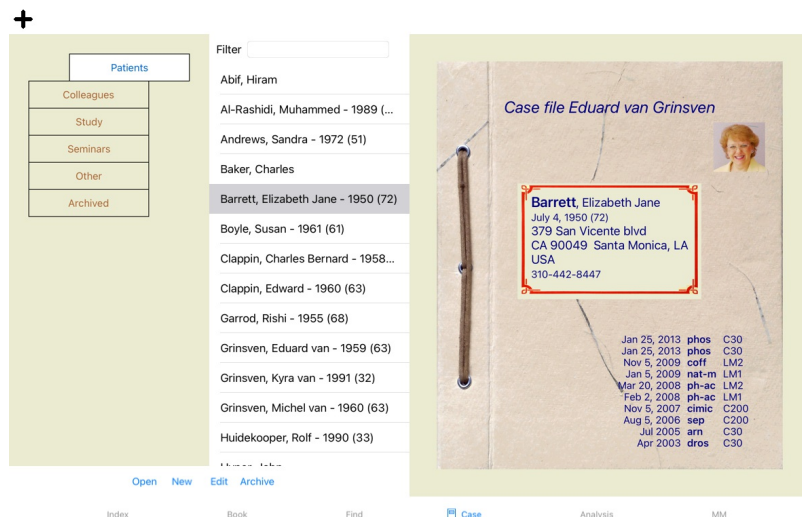 Patients
Colleagues
Study
Seminars
Other
Archived
Filter
Abif, Hiram
Al-Rashidi, Muhammed - 1989 (...
Andrews, Sandra - 1972 (51)
Baker, Charles
Barrett, Elizabeth Jane - 1950 (72)
Boyle, Susan - 1961 (61)
Clappin, Charles Bernard - 1958...
Clappin, Edward - 1960 (63)
Garrod, Rishi - 1955 (68)
Grinsven, Eduard van - 1959 (63)
Grinsven, Kyra van - 1991 (32)
Grinsven, Michel van - 1960 (63)
Huidekoper, Rolf - 1990 (33)
Open New Edit Archive
Case file Eduard van Grinsven
Barrett, Elizabeth Jane
July 4, 1950 (72)
379 San Vicente blvd
CA 90049 Santa Monica, LA
USA
310-442-8447
Jan 25, 2013 phos C30
Jan 25, 2013 phos C30
Nov 5, 2009 coff LM2
Jan 5, 2009 nat-m LM1
Mar 20, 2008 ph-ac LM2
Feb 2, 2008 ph-ac LM1
Nov 5, 2007 cimic C200
Aug 5, 2006 sep C200
Jul 2005 arn C30
Apr 2003 dros C30
Index Book Find Case Analysis MM